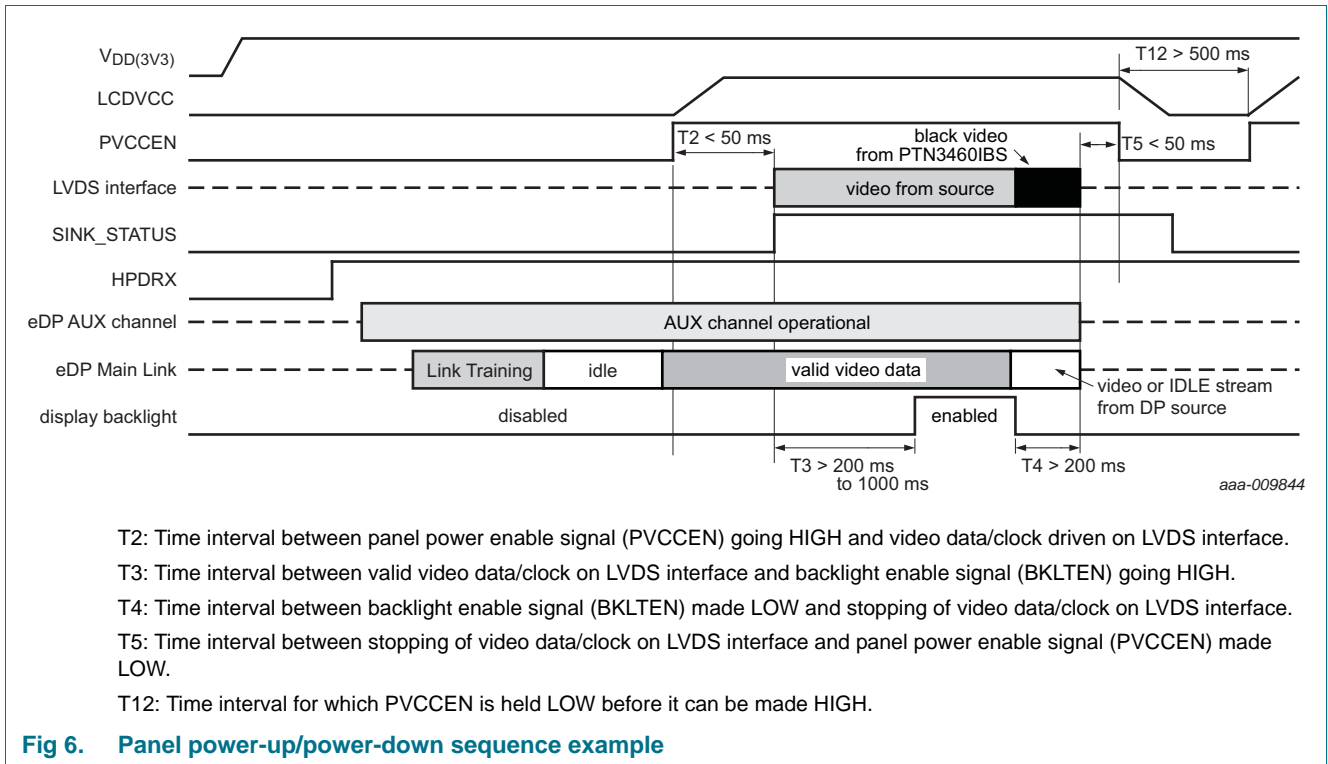 VDD(3V3)
T12 > 500 ms
LCDVCC
PVCCEN
T2 < 50 ms
black video
from PTN3460IBS
T5 < 50 ms
LVDS interface
video from source
SINK_STATUS
HPDRX
eDP AUX channel
AUX channel operational
eDP Main Link
Link Training
idle
valid video data
video or IDLE stream
from DP source
display backlight
disabled
enabled
T3 > 200 ms
to 1000 ms
T4 > 200 ms
aaa-009844
T2: Time interval between panel power enable signal (PVCCEN) going HIGH and video data/clock driven on LVDS interface.
T3: Time interval between valid video data/clock on LVDS interface and backlight enable signal (BKLTEN) going HIGH.
T4: Time interval between backlight enable signal (BKLTEN) made LOW and stopping of video data/clock on LVDS interface.
T5: Time interval between stopping of video data/clock on LVDS interface and panel power enable signal (PVCCEN) made
LOW.
T12: Time interval for which PVCCEN is held LOW before it can be made HIGH.
Fig 6. Panel power-up/power-down sequence example